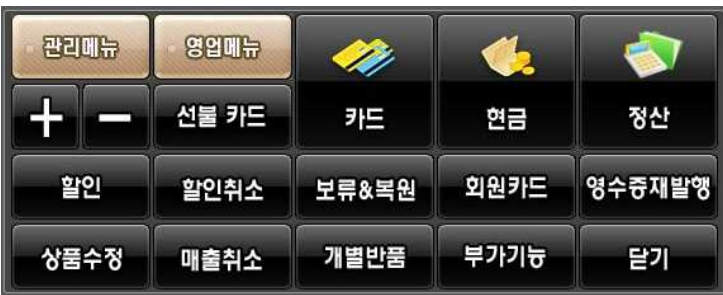 관리메뉴 영업메뉴
+ - 선불 카드 카드 현금 정산
할인 할인취소 보류&복원 회원카드 영수증재발행
상품수정 매출취소 개별반품 부가기능 닫기